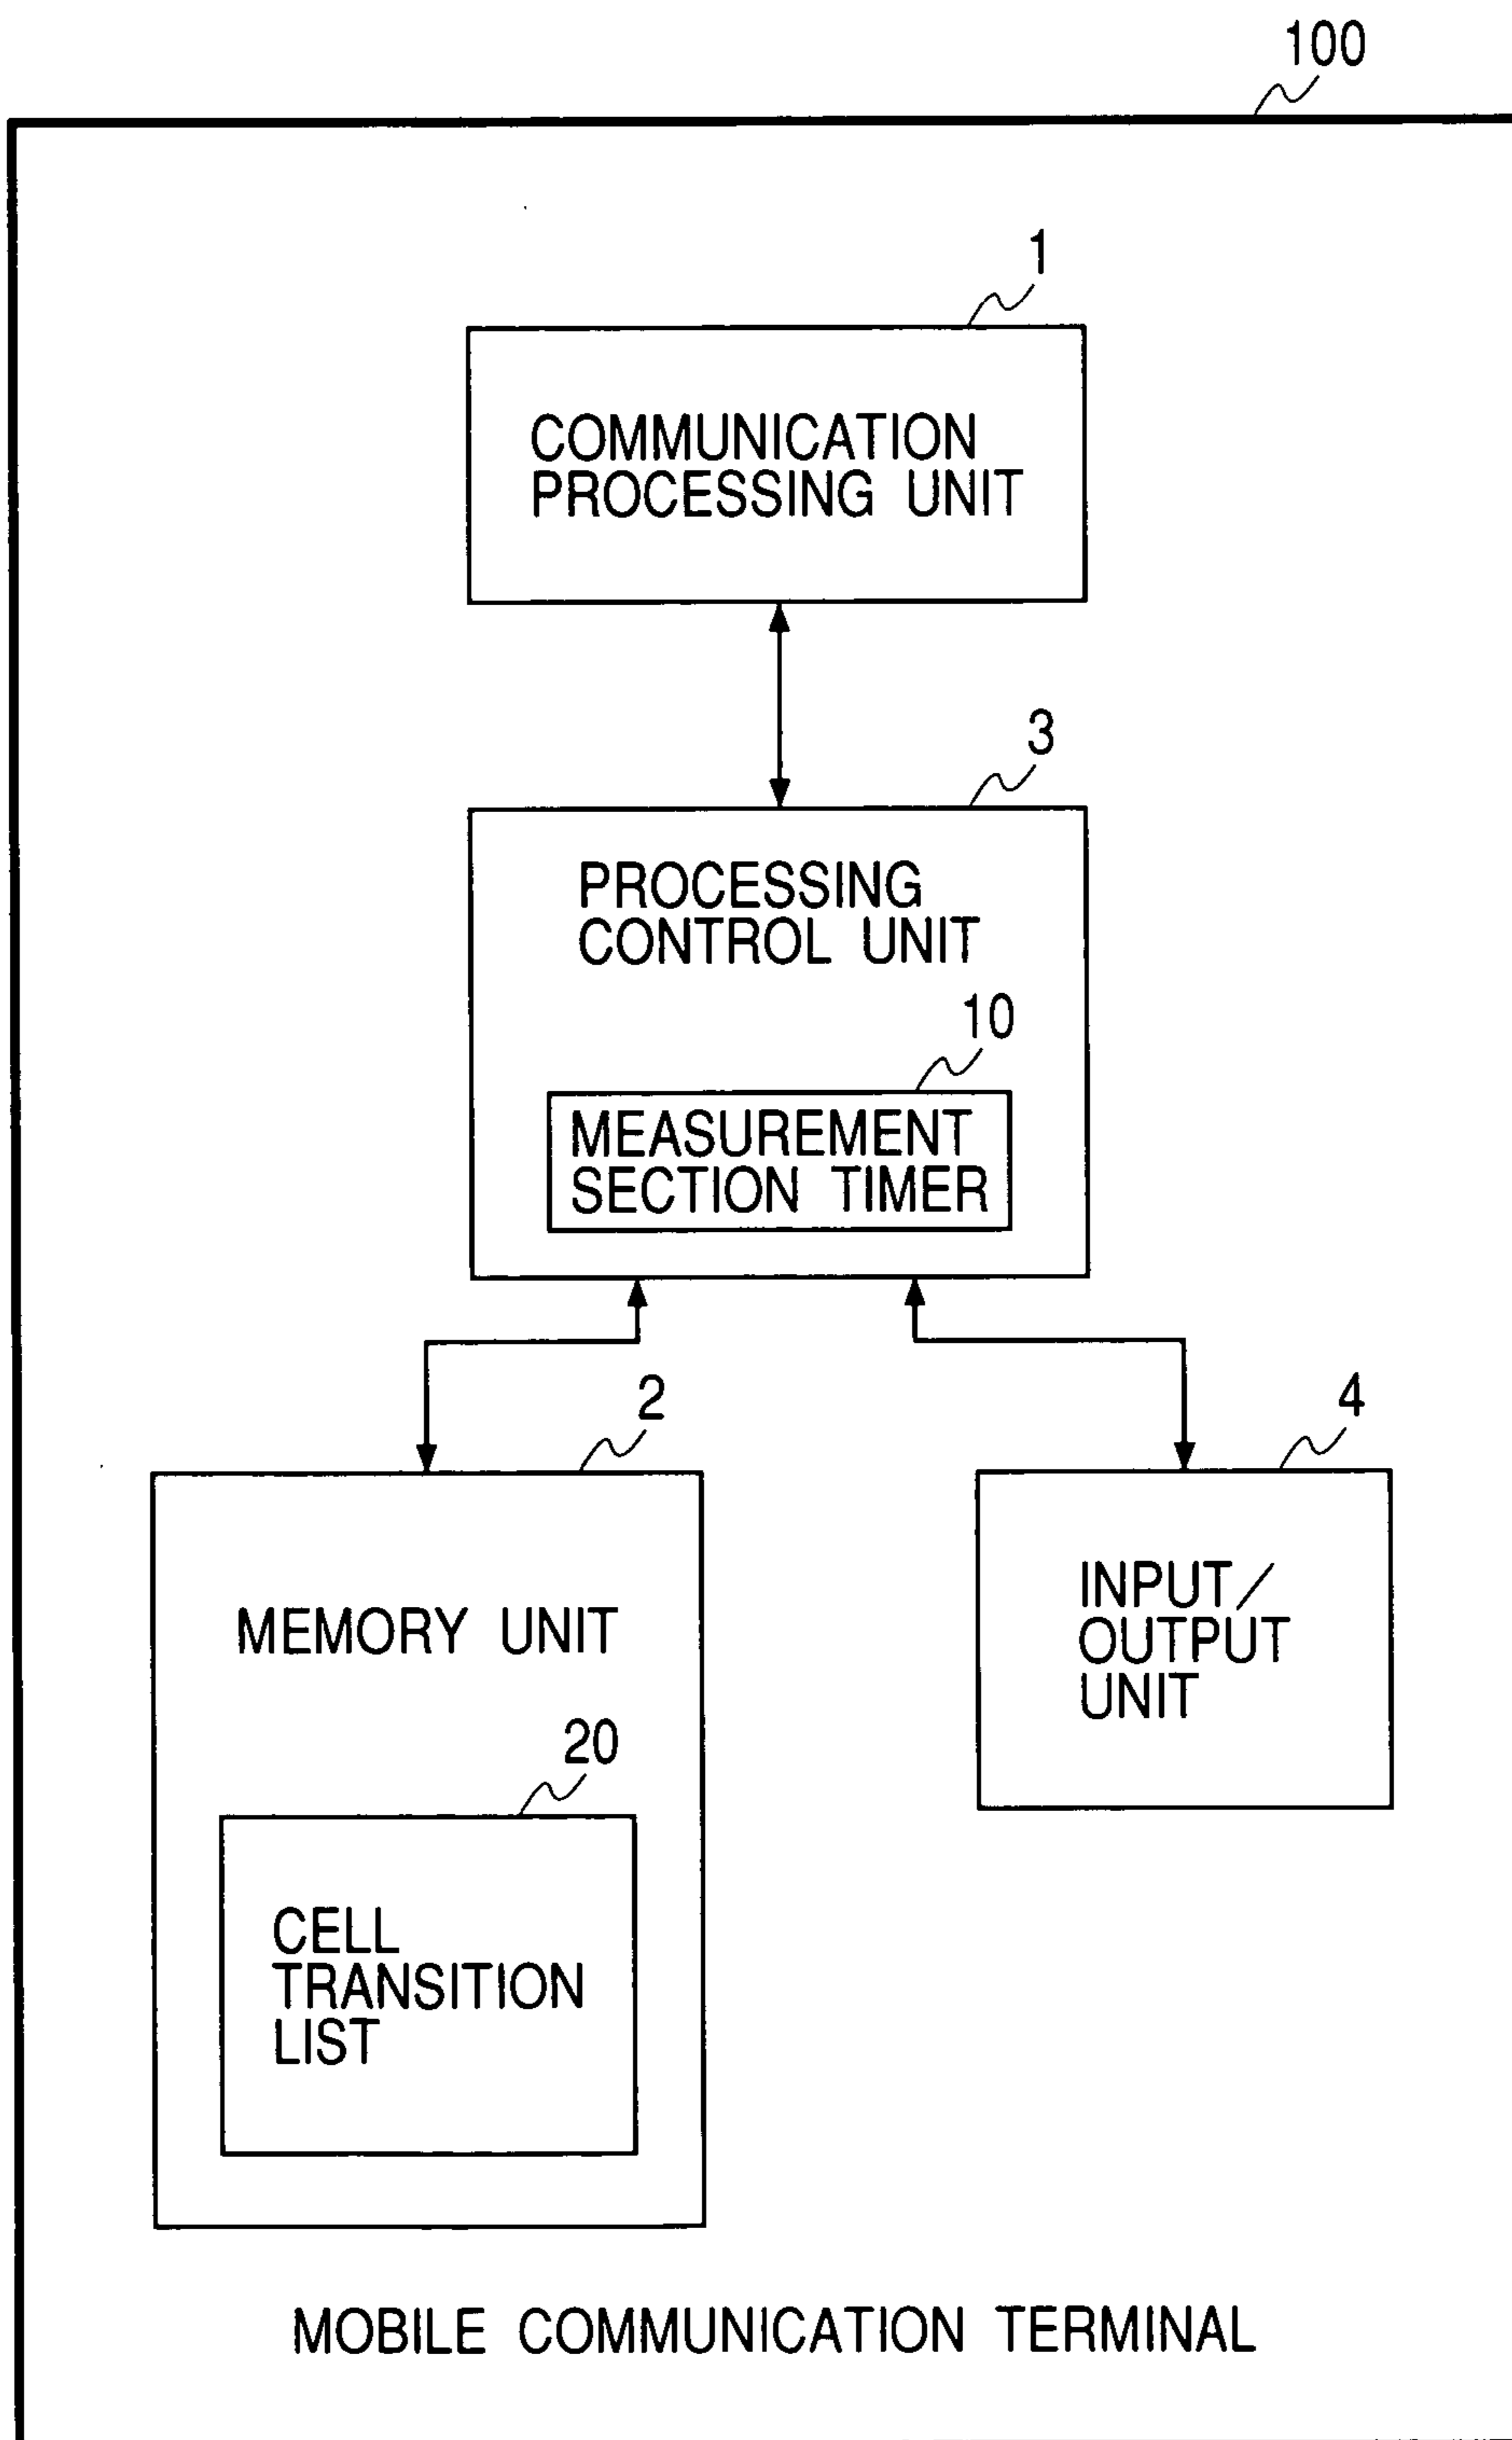 100
1
COMMUNICATION
PROCESSING UNIT
3
PROCESSING
CONTROL UNIT
10
MEASUREMENT
SECTION TIMER
2
4
MEMORY UNIT
INPUT/
OUTPUT
UNIT
20
CELL
TRANSITION
LIST
MOBILE COMMUNICATION TERMINAL